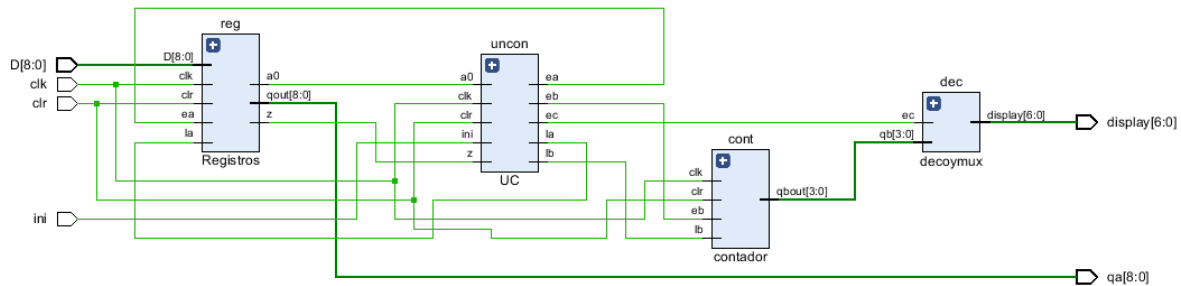 D[8:0]
clk
clr
ini
reg
D[8:0]
clk
clr
ea
la
a0
qout[8:0]
z
Registros
uncon
a0
clk
clr
ini
z
ea
eb
ec
la
lb
UC
cont
clk
clr
eb
lb
qbout[3:0]
contador
dec
ec
qb[3:0]
display[6:0]
decoymux
display[6:0]
qa[8:0]